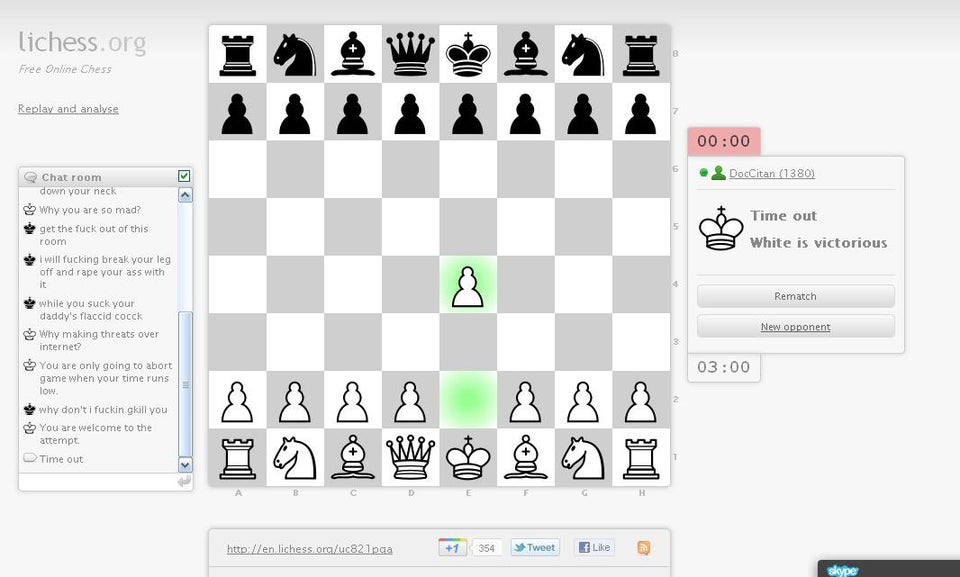 lichess.org
Free Online Chess
Replay and analyse
Chat room
down your neck
Why you are so mad?
get the fuck out of this
room
i will fucking break your leg
off and rape your ass with
it
while you suck your
daddy's flaccid cocck
Why making threats over
internet?
You are only going to abort
game when your time runs
low.
why don't i fuckin gkill you
You are welcome to the
attempt.
Time out
8
7
6
5
4
3
2
1
A B C D E F G H
00:00
DocCitan (1380)
Time out
White is victorious
Rematch
New opponent
03:00
http://en.lichess.org/uc821pqa
+1 354 Tweet Like
skype